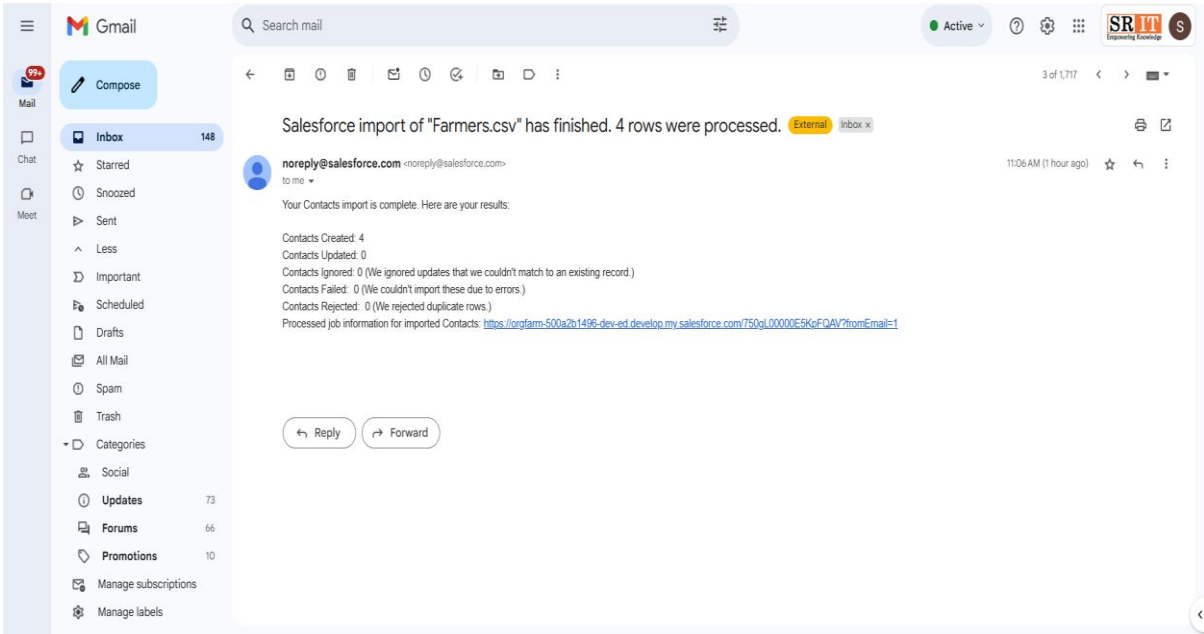 Gmail
Search mail
Active
SR IT
Empowering Knowledge
S
99+
Mail
Chat
Meet
Compose
3 of 1,717
Inbox 148
Starred
Snoozed
Sent
Less
Important
Scheduled
Drafts
All Mail
Spam
Trash
Categories
Social
Updates 73
Forums 66
Promotions 10
Manage subscriptions
Manage labels
Salesforce import of "Farmers.csv" has finished. 4 rows were processed. External Inbox x
noreply@salesforce.com <noreply@salesforce.com> 11:06 AM (1 hour ago)
to me
Your Contacts import is complete. Here are your results:
Contacts Created: 4
Contacts Updated: 0
Contacts Ignored: 0 (We ignored updates that we couldn't match to an existing record.)
Contacts Failed: 0 (We couldn't import these due to errors.)
Contacts Rejected: 0 (We rejected duplicate rows.)
Processed job information for imported Contacts: https://orgfarm-500a2b1496-dev-ed.develop.my.salesforce.com/750gL00000E5KpFQAV?fromEmail=1
Reply
Forward